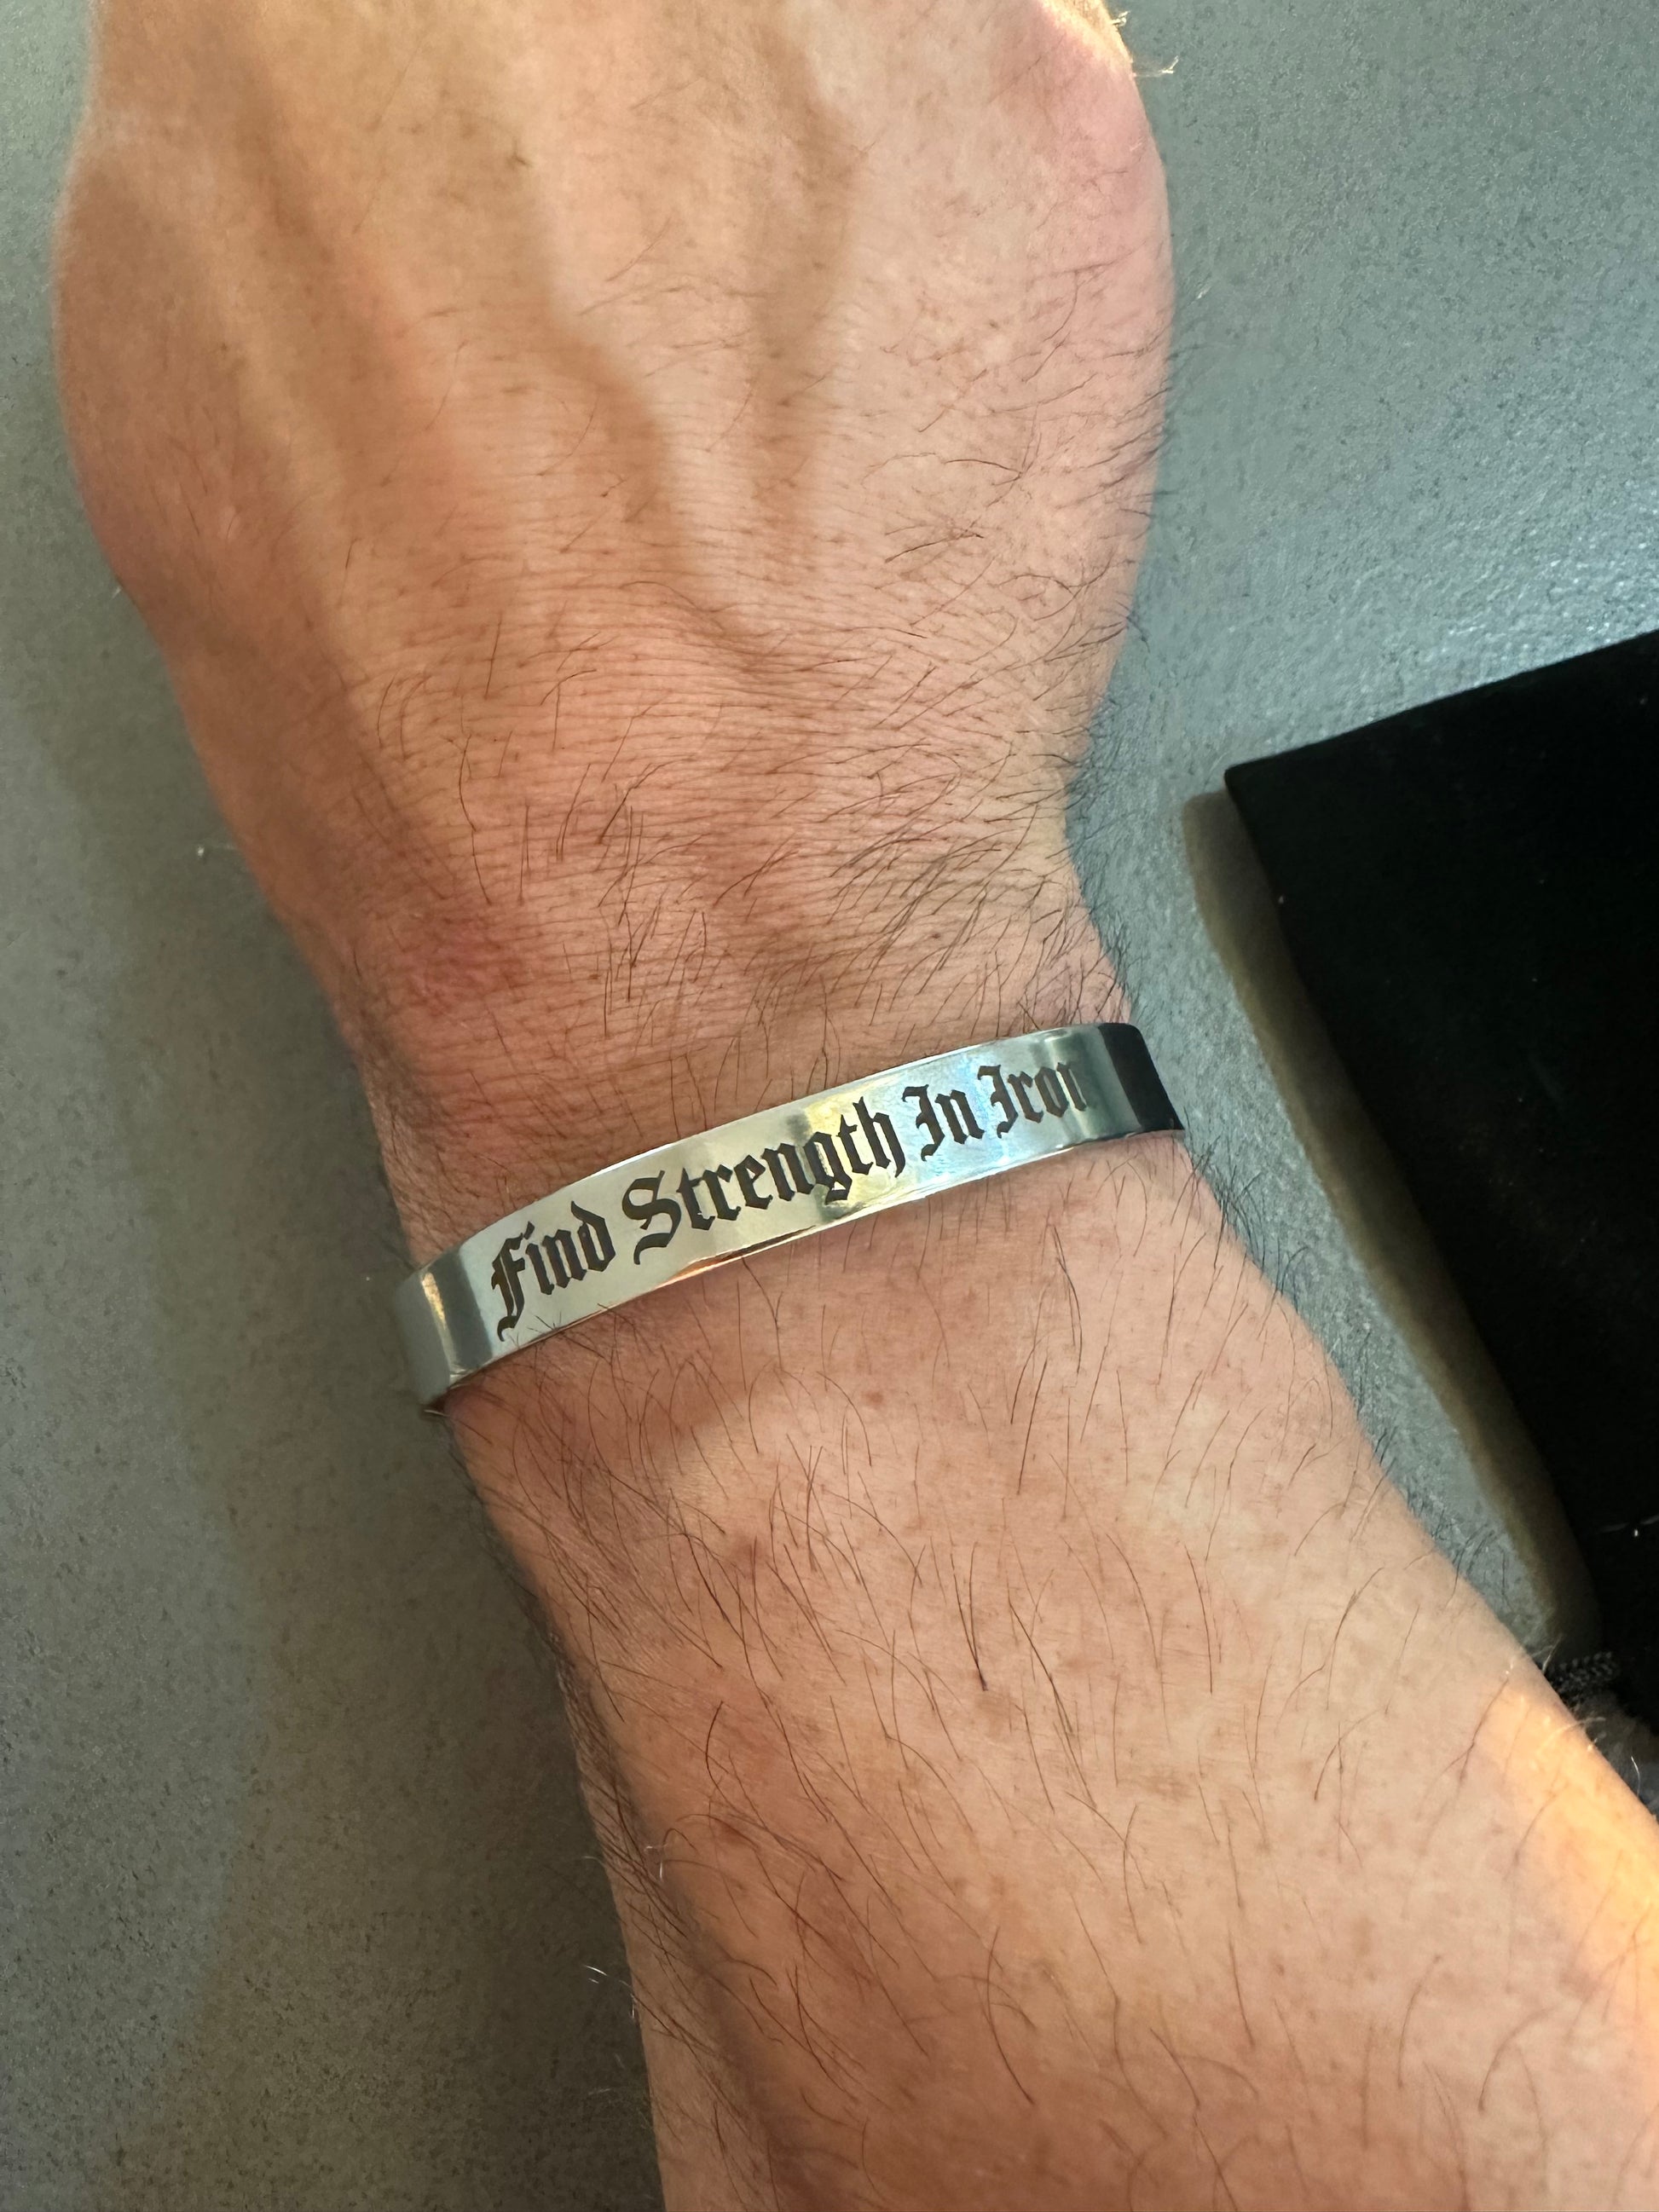 Find Strength In Iron